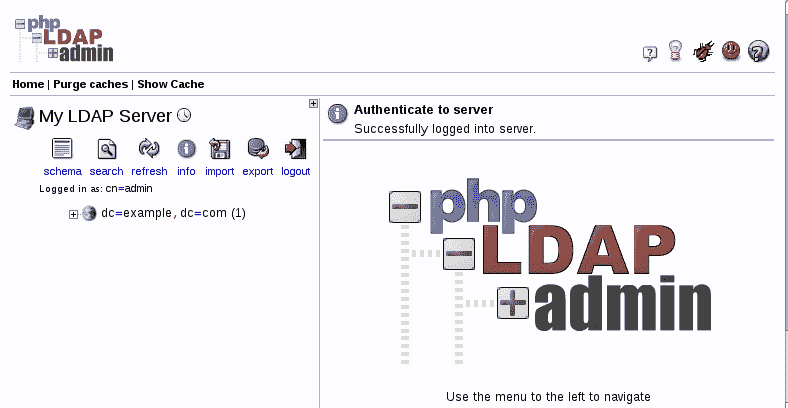 php
LDAP
admin
Home | Purge caches | Show Cache
My LDAP Server
schema search refresh info import export logout
Logged in as: cn=admin
dc=example, dc=com (1)
Authenticate to server
Successfully logged into server.
php
LDAP
admin
Use the menu to the left to navigate